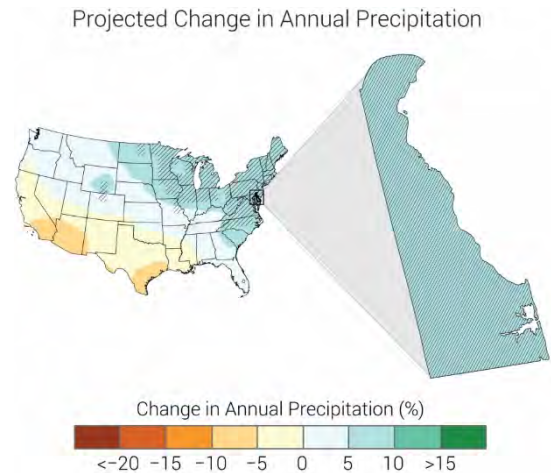 Projected Change in Annual Precipitation
Change in Annual Precipitation (%)
<-20 -15 -10 -5 0 5 10 >15